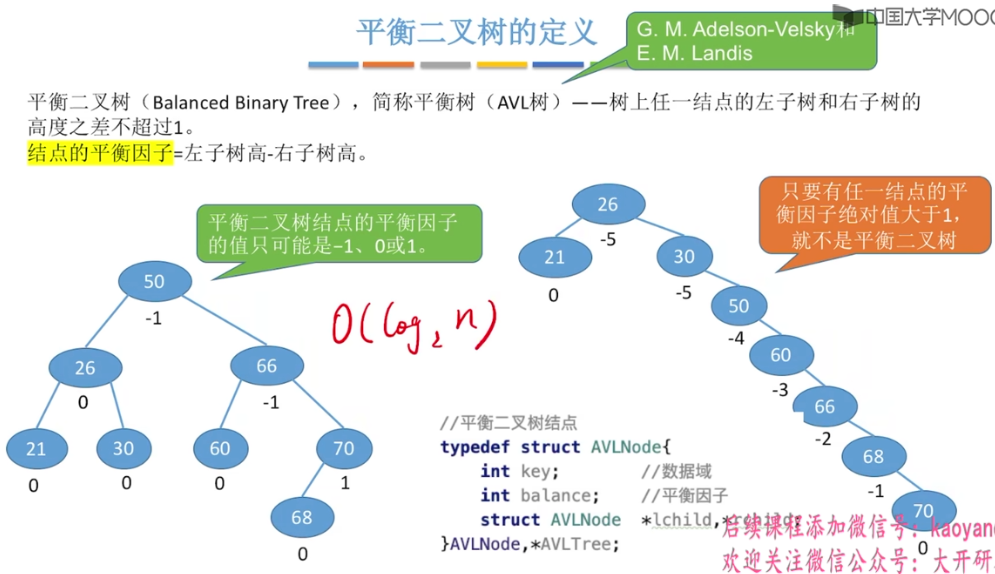 中国大学MOOC
平衡二叉树的定义
G. M. Adelson-Velsky和
E. M. Landis
平衡二叉树（Balanced Binary Tree），简称平衡树（AVL树）——树上任一结点的左子树和右子树的
高度之差不超过1。
结点的平衡因子=左子树高-右子树高。
平衡二叉树结点的平衡因子
的值只可能是−1、0或1。
只要有任一结点的平
衡因子绝对值大于1，
就不是平衡二叉树
50
-1
26
0
66
-1
21
0
30
0
60
0
70
1
68
0
O(log₂n)
26
-5
21
0
30
-5
50
-4
60
-3
66
-2
68
-1
70
0
//平衡二叉树结点
typedef struct AVLNode{
int key; //数据域
int balance; //平衡因子
struct AVLNode *lchild,*rchild;
}AVLNode,*AVLTree;
后续课程添加微信号：kaoyan
欢迎关注微信公众号：大开研